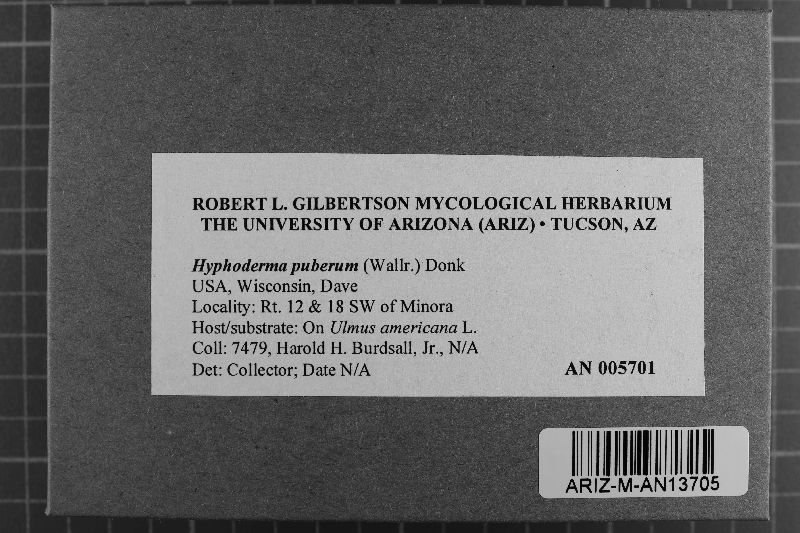 ROBERT L. GILBERTSON MYCOLOGICAL HERBARIUM
THE UNIVERSITY OF ARIZONA (ARIZ) • TUCSON, AZ
Hyphoderma puberum (Wallr.) Donk
USA, Wisconsin, Dave
Locality: Rt. 12 & 18 SW of Minora
Host/substrate: On Ulmus americana L.
Coll: 7479, Harold H. Burdsall, Jr., N/A
Det: Collector; Date N/A
AN 005701
ARIZ-M-AN13705